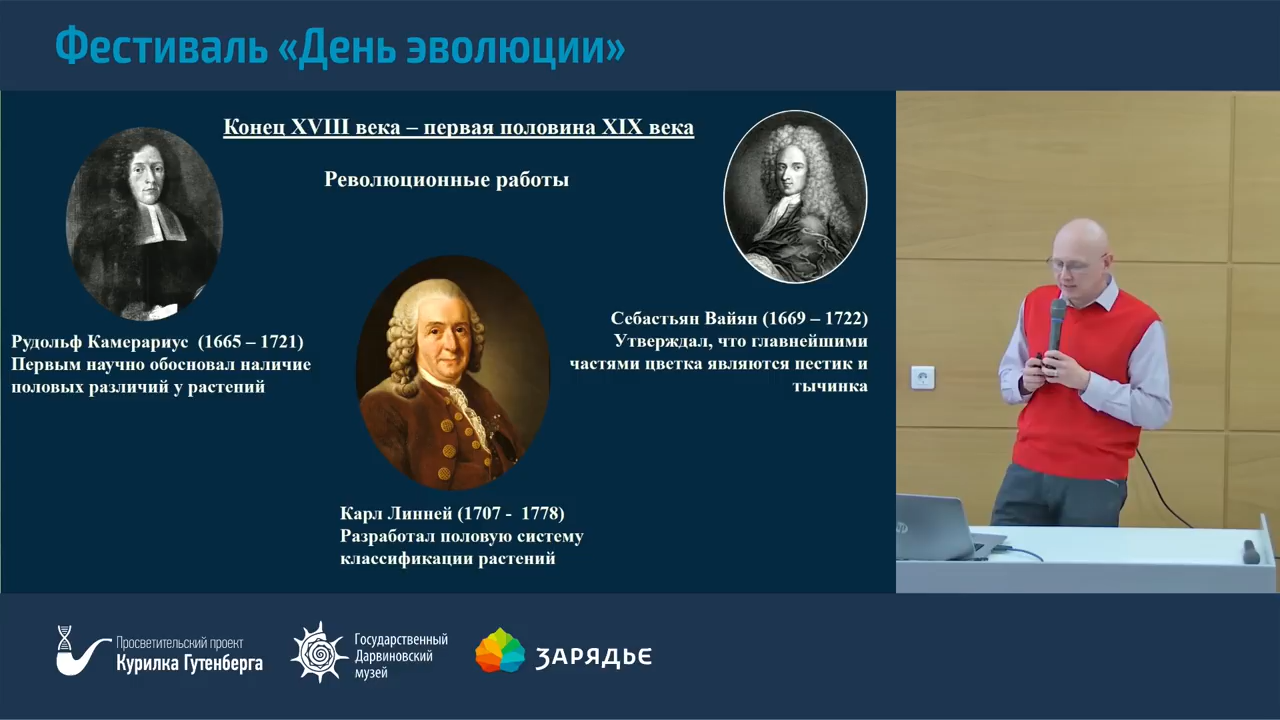 Фестиваль «День эволюции»
Конец XVIII века – первая половина XIX века
Революционные работы
Рудольф Камерариус (1665 – 1721)
Первым научно обосновал наличие
половых различий у растений
Себастьян Вайян (1669 – 1722)
Утверждал, что главнейшими
частями цветка являются пестик и
тычинка
Карл Линней (1707 - 1778)
Разработал половую систему
классификации растений
Просветительский проект
Курилка Гутенберга
Государственный
Дарвиновский
музей
ЗАРЯДЬЕ